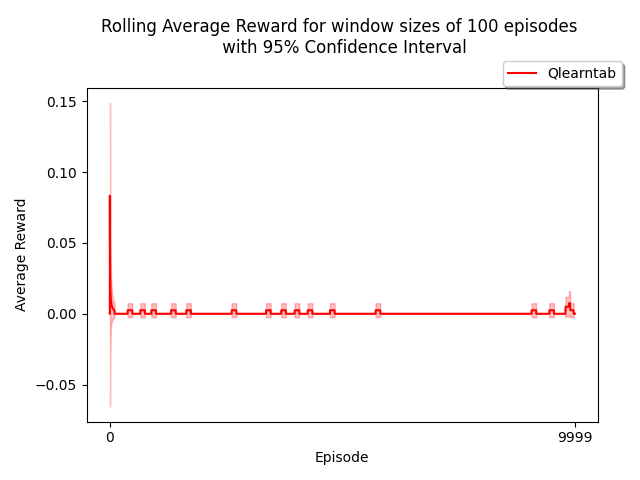 Rolling Average Reward for window sizes of 100 episodes
with 95% Confidence Interval
Qlearntab
0.15
0.10
0.05
0.00
−0.05
Average Reward
0
9999
Episode